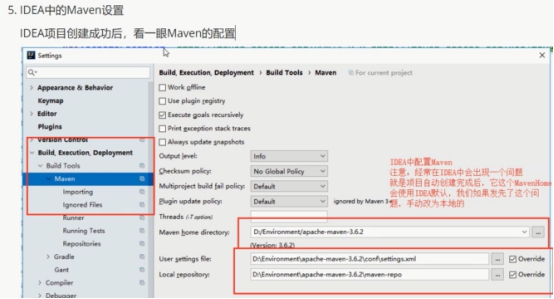 5. IDEA中的Maven设置
IDEA项目创建成功后，看一眼Maven的配置
Settings
Build, Execution, Deployment › Build Tools › Maven For current project
Appearance & Behavior
Keymap
Editor
Plugins
Version Control
Build, Execution, Deployment
Build Tools
Maven
Importing
Ignored Files
Runner
Running Tests
Repositories
Gradle
Gant
Compiler
Debugger
Work offline
Use plugin registry
Execute goals recursively
Print exception stack traces
Always update snapshots
Output level: Info
Checksum policy: No Global Policy
Multiproject build fail policy: Default
Plugin update policy: Default ignored by Maven 3+
Threads (-T option)
Maven home directory: D:/Environment/apache-maven-3.6.2
(Version: 3.6.2)
User settings file: D:\Environment\apache-maven-3.6.2\conf\settings.xml ... Override
Local repository: D:\Environment\apache-maven-3.6.2\maven-repo ... Override
IDEA中配置Maven
注意，经常在IDEA中会出现一个问题
就是项目自动创建完成后，它这个MavenHome
会使用IDEA默认，我们如果发先了这个问
题，手动改为本地的